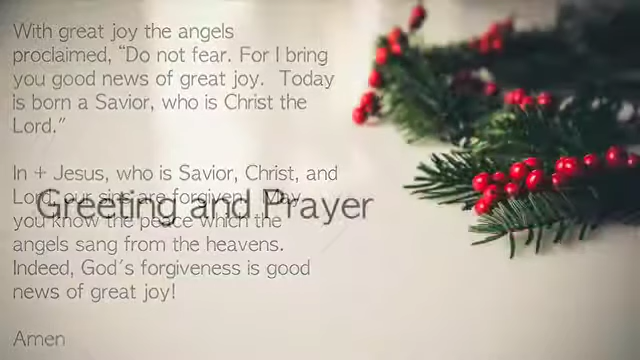 With great joy the angels
proclaimed, “Do not fear. For I bring
you good news of great joy.  Today
is born a Savior, who is Christ the
Lord.”
In + Jesus, who is Savior, Christ, and
Lord, our sins are forgiven. May
Greeting and Prayer
you know the peace which the
angels sang from the heavens.
Indeed, God's forgiveness is good
news of great joy!
Amen